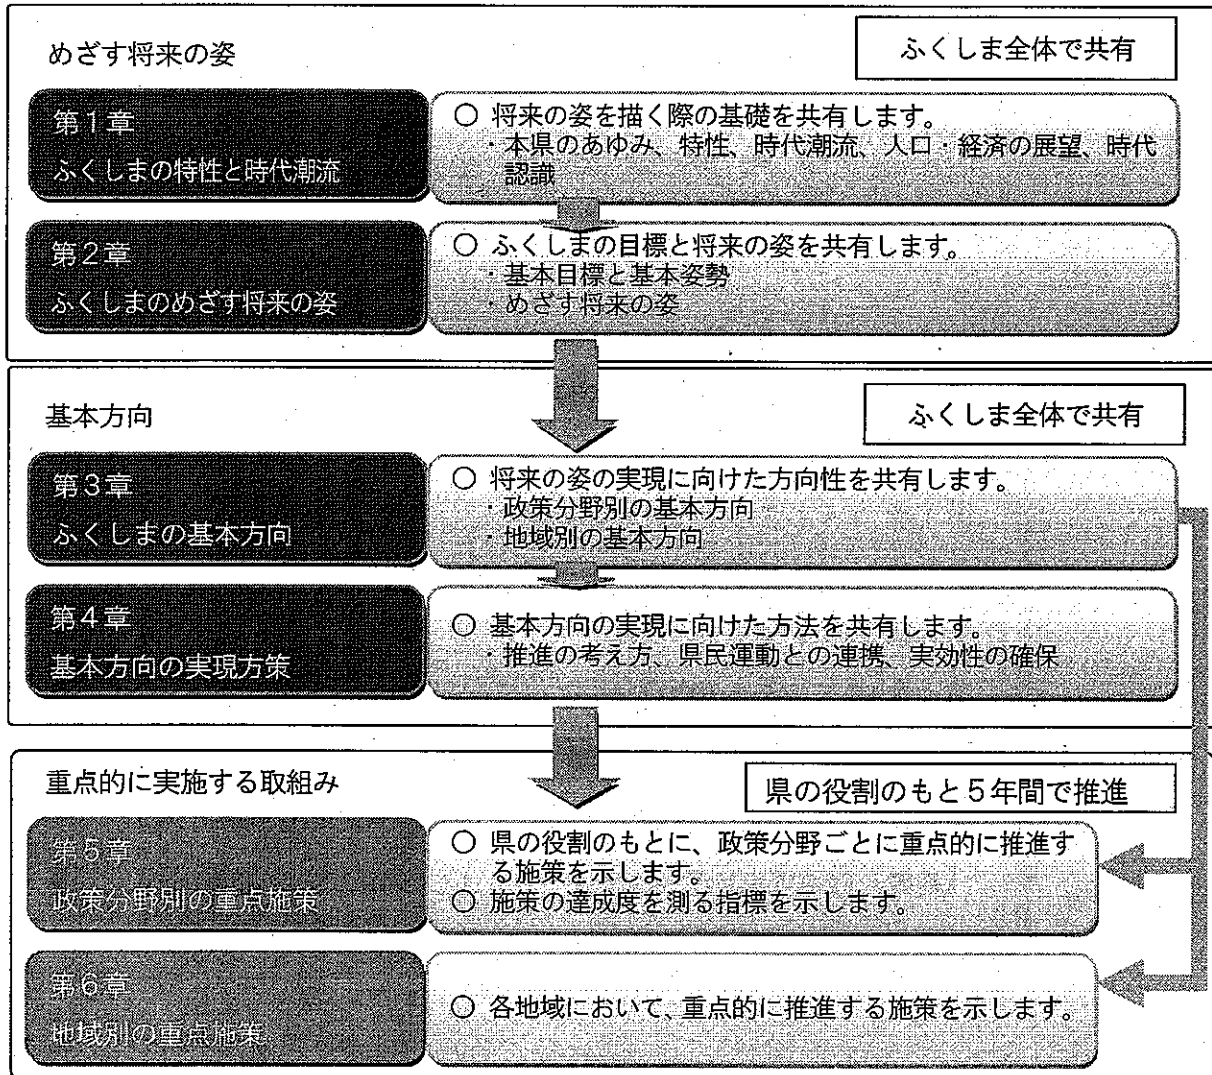 めざす将来の姿
ふくしま全体で共有
第1章
ふくしまの特性と時代潮流
○ 将来の姿を描く際の基礎を共有します。
・本県のあゆみ、特性、時代潮流、人口・経済の展望、時代
認識
第2章
ふくしまのめざす将来の姿
○ ふくしまの目標と将来の姿を共有します。
・基本目標と基本姿勢
・めざす将来の姿
基本方向
ふくしま全体で共有
第3章
ふくしまの基本方向
○ 将来の姿の実現に向けた方向性を共有します。
・政策分野別の基本方向
・地域別の基本方向
第4章
基本方向の実現方策
○ 基本方向の実現に向けた方法を共有します。
・推進の考え方、県民運動との連携、実効性の確保
重点的に実施する取組み
県の役割のもと5年間で推進
第5章
政策分野別の重点施策
○ 県の役割のもとに、政策分野ごとに重点的に推進す
る施策を示します。
○ 施策の達成度を測る指標を示します。
第6章
地域別の重点施策
○ 各地域において、重点的に推進する施策を示します。